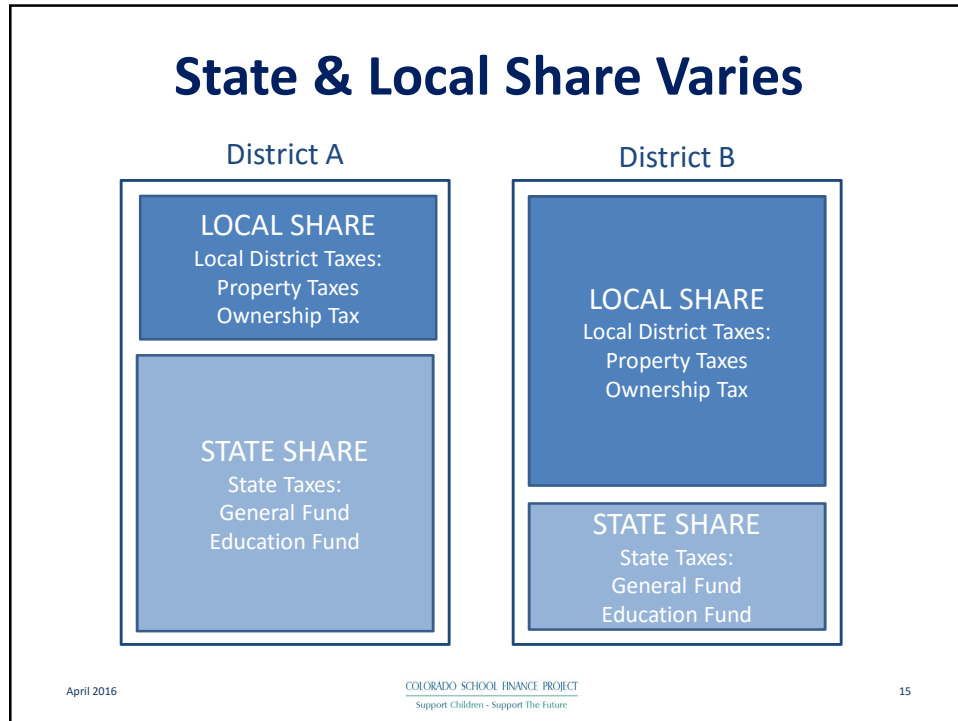 State & Local Share Varies
District A
LOCAL SHARE
Local District Taxes:
Property Taxes
Ownership Tax
STATE SHARE
State Taxes:
General Fund
Education Fund
District B
LOCAL SHARE
Local District Taxes:
Property Taxes
Ownership Tax
STATE SHARE
State Taxes:
General Fund
Education Fund
April 2016
COLORADO SCHOOL FINANCE PROJECT
Support Children - Support The Future
15